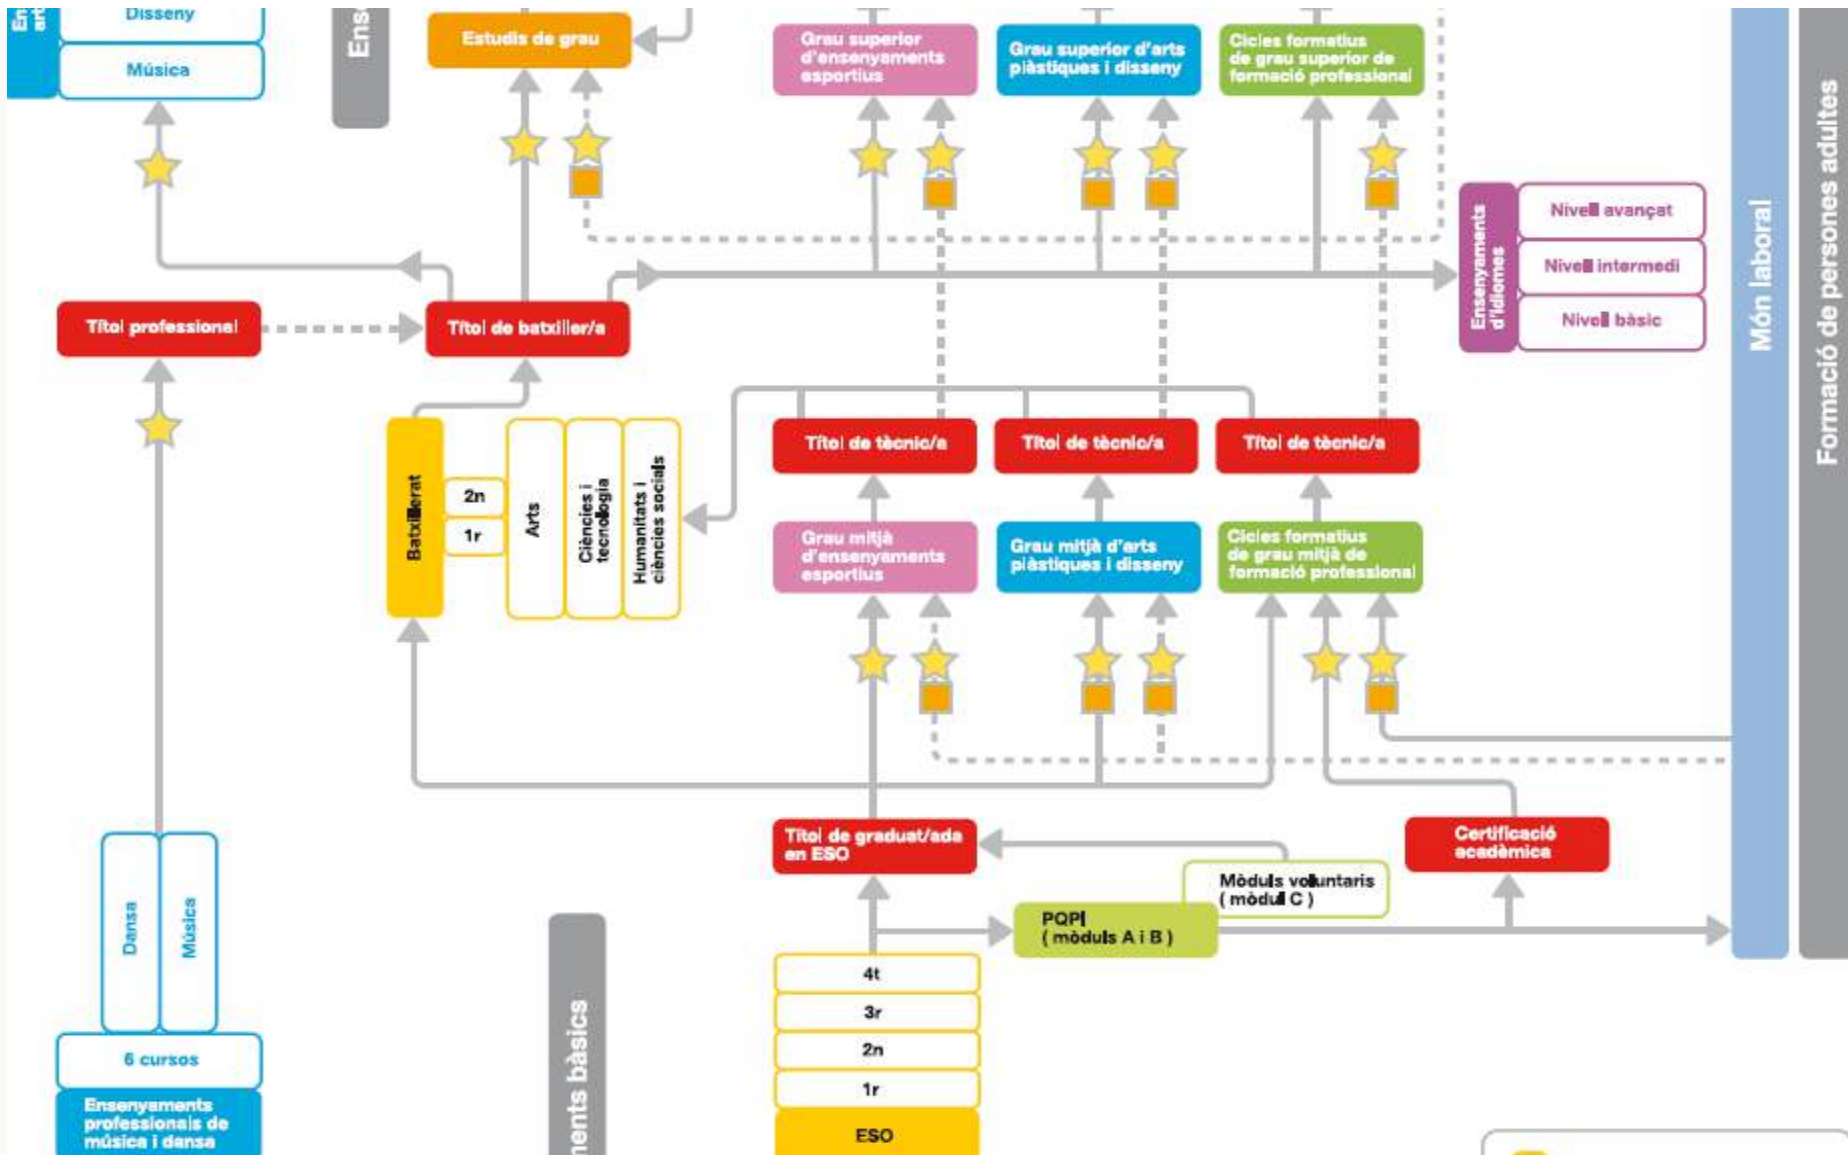 Disseny
Música
Estudis de grau
Grau superior
d'ensenyaments
esportius
Grau superior d'arts
plàstiques i disseny
Cicles formatius
de grau superior de
formació professional
Ensenyaments
d'idiomes
Nivell avançat
Nivell intermedi
Nivell bàsic
Món laboral
Formació de persones adultes
Títol professional
Títol de batxiller/a
Batxillerat
2n
1r
Arts
Ciències i
tecnologia
Humanitats i
ciències socials
Títol de tècnic/a
Títol de tècnic/a
Títol de tècnic/a
Grau mitjà
d'ensenyaments
esportius
Grau mitjà d'arts
plàstiques i disseny
Cicles formatius
de grau mitjà de
formació professional
Títol de graduat/ada
en ESO
Certificació
acadèmica
Mòduls voluntaris
( mòdul C )
PQPI
( mòduls A i B )
Dansa
Música
6 cursos
Ensenyaments
professionals de
música i dansa
bàsics
4t
3r
2n
1r
ESO